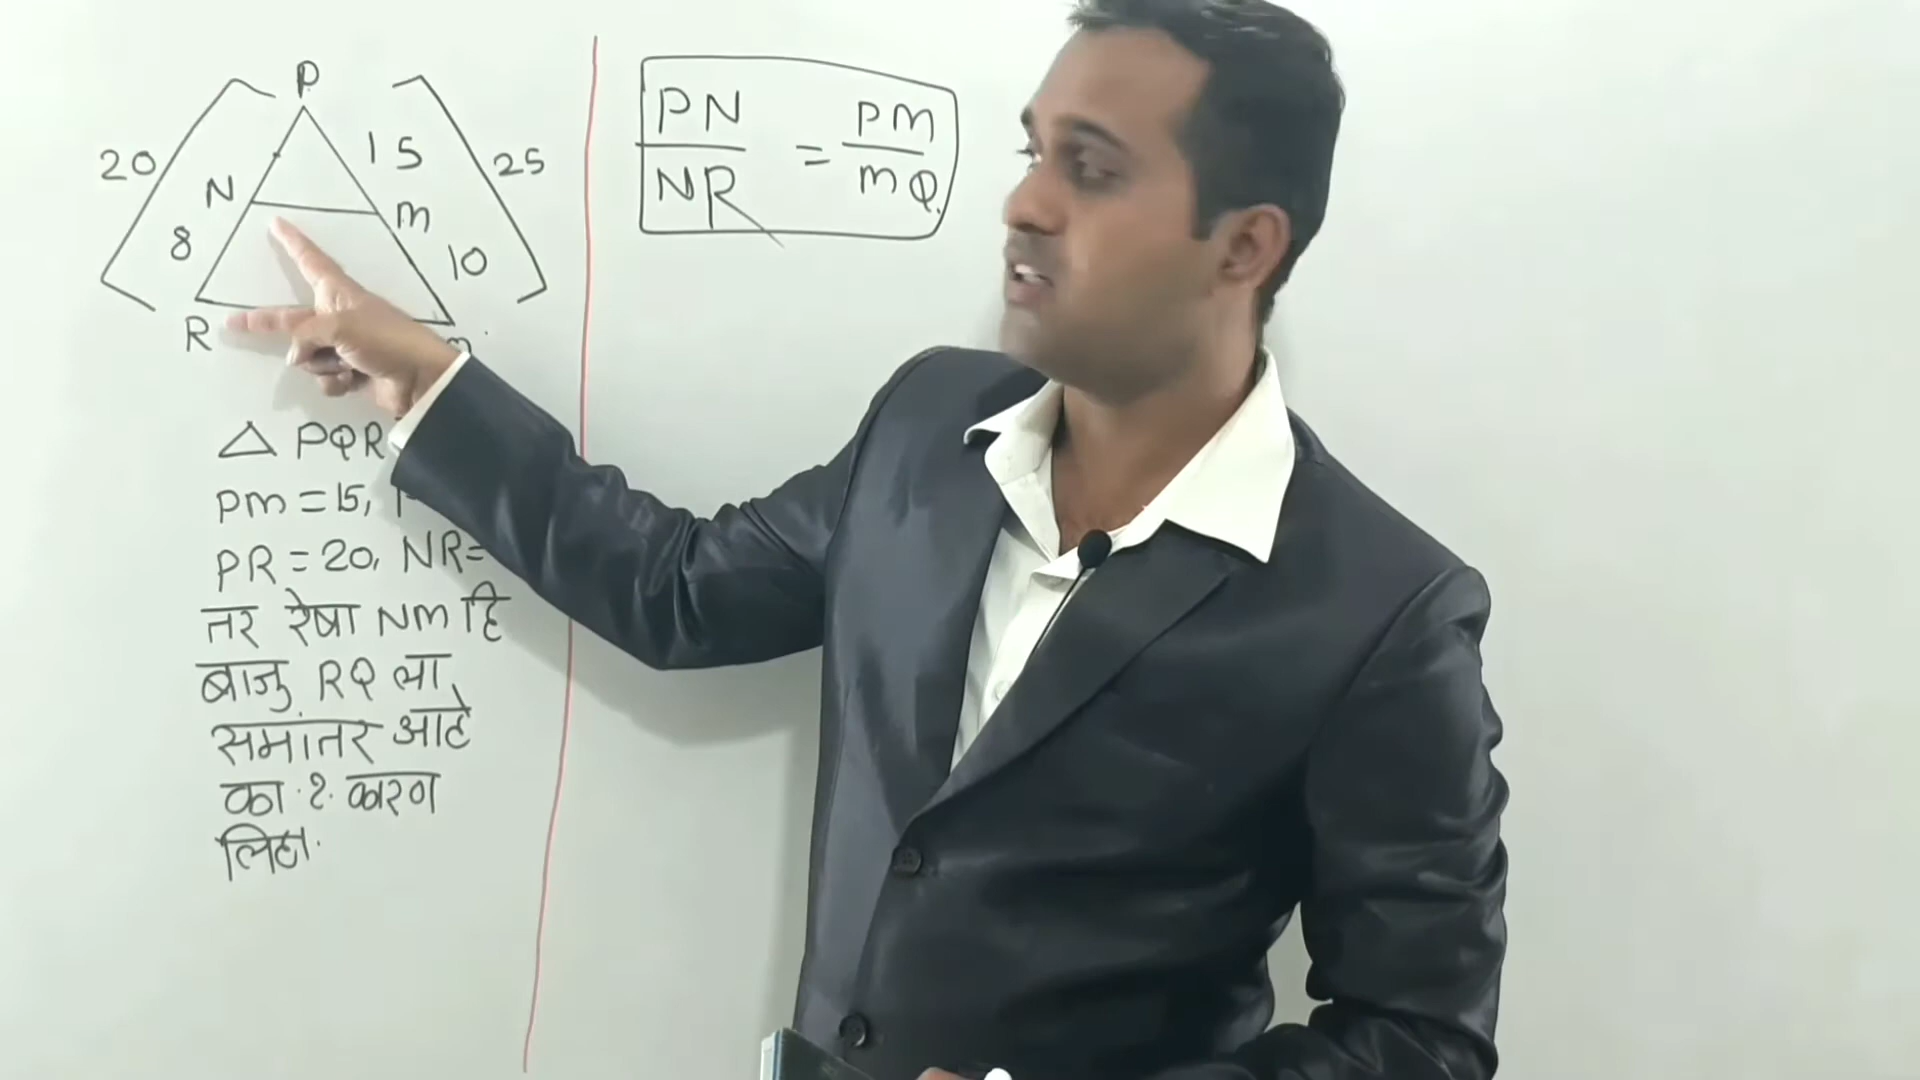 P
20
15
25
N
m
8
10
R
PN/NR = PM/MQ
△ PQR
pm = 15,
PR = 20, NR=
तर रेषा NM हि
बाजु RQ ला
समांतर आहे
का ? कारण
लिहा.